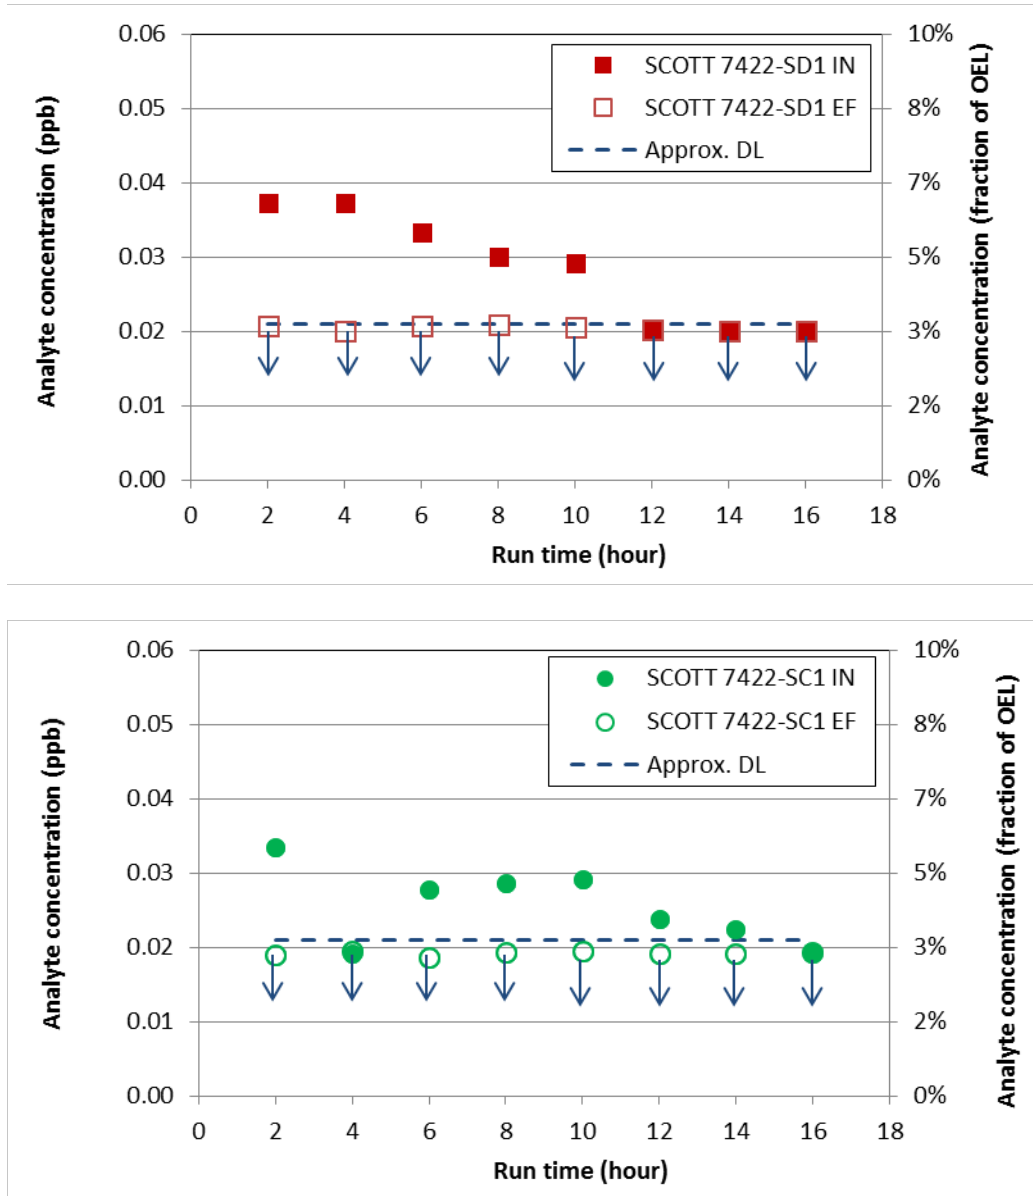 Analyte concentration (ppb)
0.06
0.05
0.04
0.03
0.02
0.01
0.00
SCOTT 7422-SD1 IN
SCOTT 7422-SD1 EF
Approx. DL
10%
8%
7%
5%
3%
2%
0%
Analyte concentration (fraction of OEL)
0 2 4 6 8 10 12 14 16 18
Run time (hour)
Analyte concentration (ppb)
0.06
0.05
0.04
0.03
0.02
0.01
0.00
SCOTT 7422-SC1 IN
SCOTT 7422-SC1 EF
Approx. DL
10%
8%
7%
5%
3%
2%
0%
Analyte concentration (fraction of OEL)
0 2 4 6 8 10 12 14 16 18
Run time (hour)